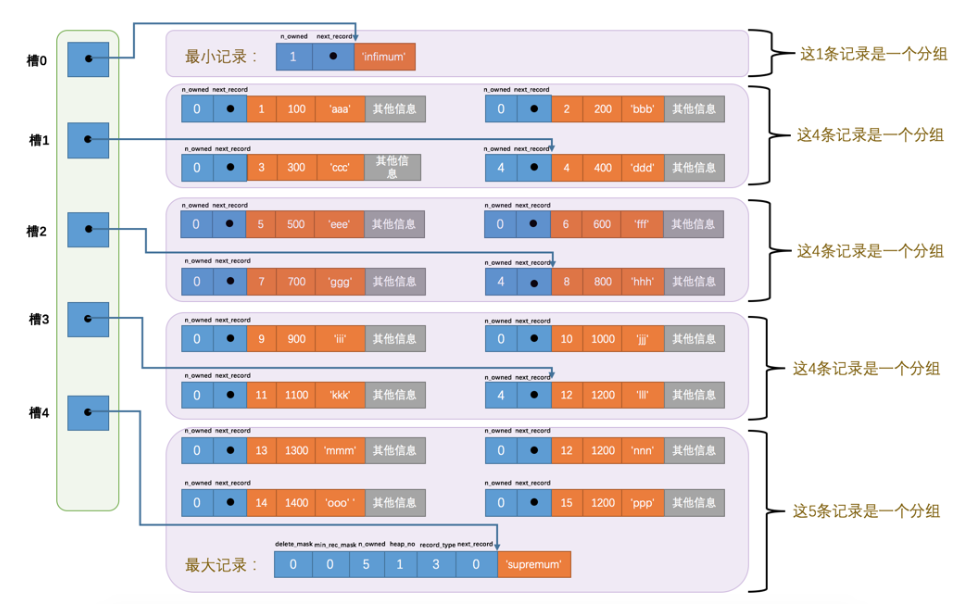 n_owned next_record
槽0 最小记录： 1 'infimum' 这1条记录是一个分组
n_owned next_record n_owned next_record
0 1 100 'aaa' 其他信息 0 2 200 'bbb' 其他信息
槽1 这4条记录是一个分组
n_owned next_record n_owned next_record
0 3 300 'ccc' 其他信息 4 4 400 'ddd' 其他信息
n_owned next_record n_owned next_record
0 5 500 'eee' 其他信息 0 6 600 'fff' 其他信息
槽2 这4条记录是一个分组
n_owned next_record n_owned next_record
0 7 700 'ggg' 其他信息 4 8 800 'hhh' 其他信息
槽3
n_owned next_record n_owned next_record
0 9 900 'iii' 其他信息 0 10 1000 'jjj' 其他信息
这4条记录是一个分组
n_owned next_record n_owned next_record
0 11 1100 'kkk' 其他信息 4 12 1200 'lll' 其他信息
槽4
n_owned next_record n_owned next_record
0 13 1300 'mmm' 其他信息 0 12 1200 'nnn' 其他信息
n_owned next_record n_owned next_record
0 14 1400 'ooo' ' 其他信息 0 15 1200 'ppp' 其他信息
这5条记录是一个分组
delete_mask min_rec_mask n_owned heap_no record_type next_record
最大记录： 0 0 5 1 3 0 'supremum'